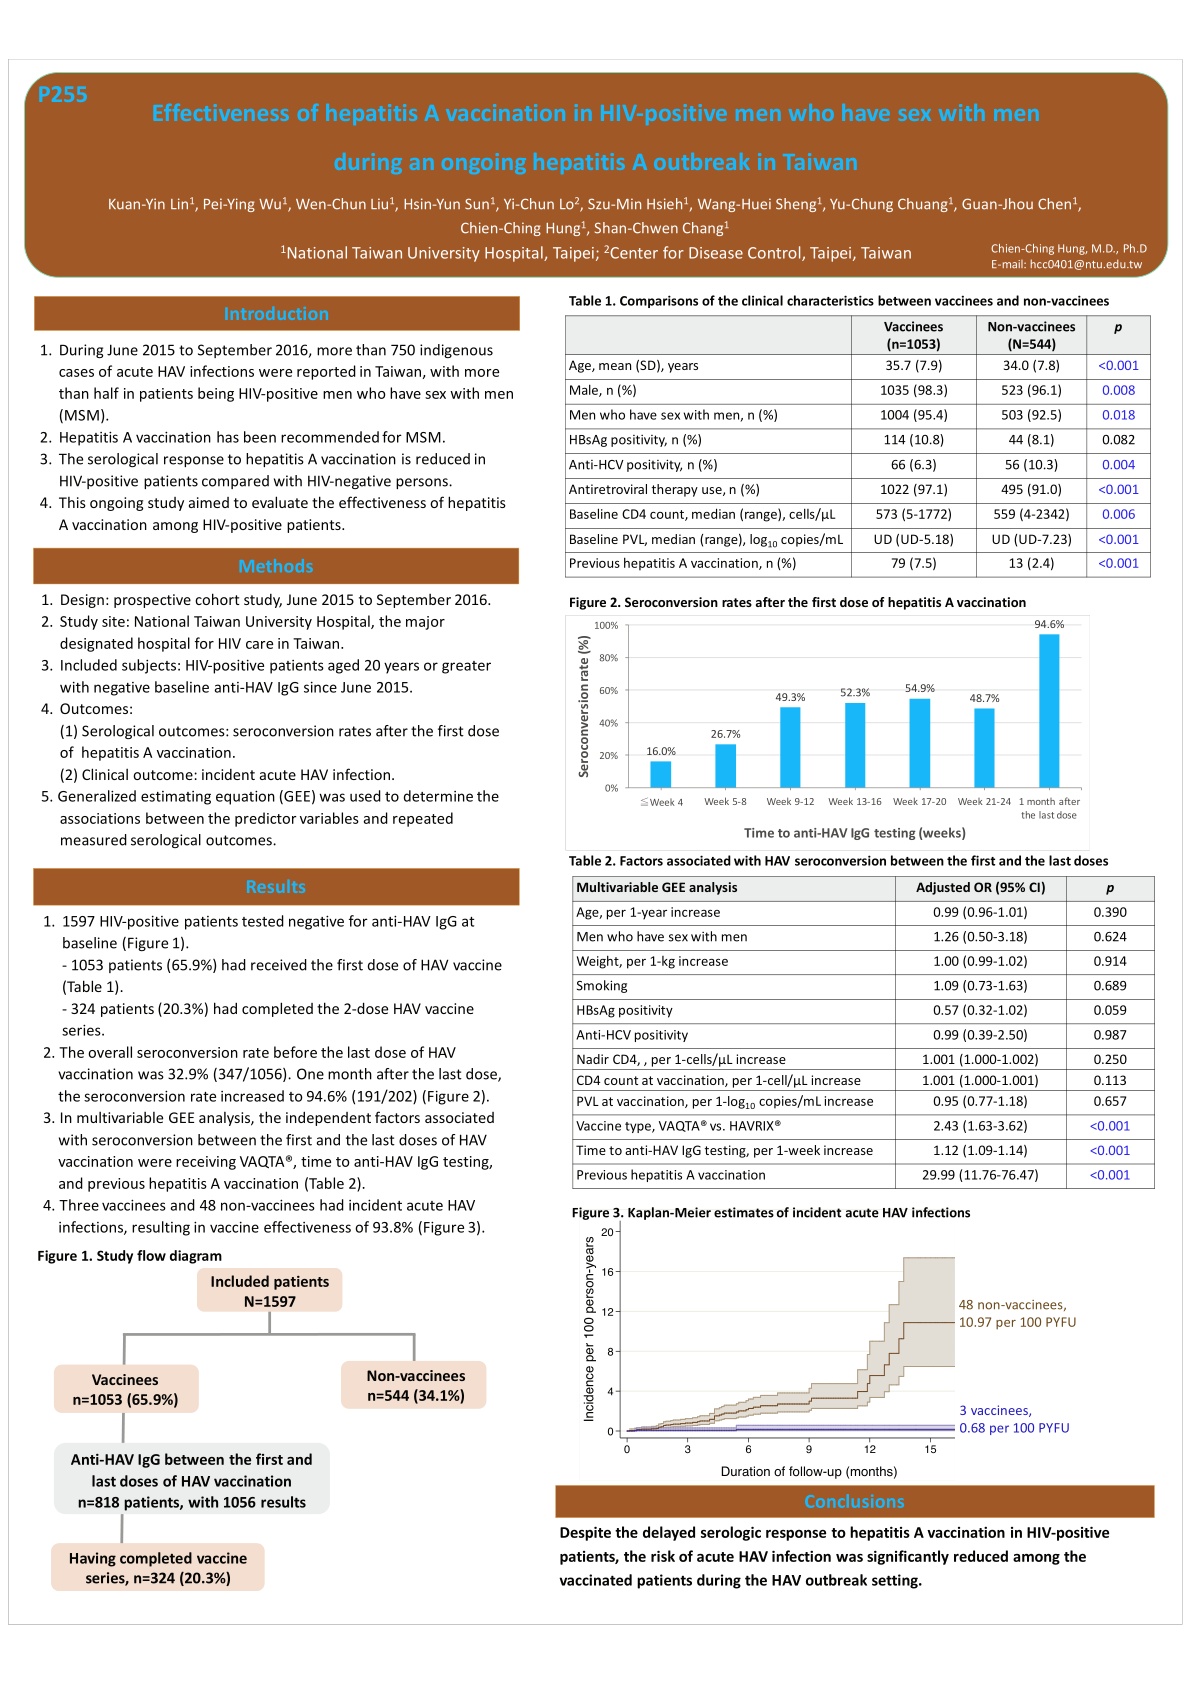 P255
Effectiveness of hepatitis A vaccination in HIV-positive men who have sex with men
during an ongoing hepatitis A outbreak in Taiwan
Kuan-Yin Lin¹, Pei-Ying Wu¹, Wen-Chun Liu¹, Hsin-Yun Sun¹, Yi-Chun Lo², Szu-Min Hsieh¹, Wang-Huei Sheng¹, Yu-Chung Chuang¹, Guan-Jhou Chen¹,
Chien-Ching Hung¹, Shan-Chwen Chang¹
¹National Taiwan University Hospital, Taipei; ²Center for Disease Control, Taipei, Taiwan
Chien-Ching Hung, M.D., Ph.D
E-mail: hcc0401@ntu.edu.tw
Introduction
1. During June 2015 to September 2016, more than 750 indigenous
cases of acute HAV infections were reported in Taiwan, with more
than half in patients being HIV-positive men who have sex with men
(MSM).
2. Hepatitis A vaccination has been recommended for MSM.
3. The serological response to hepatitis A vaccination is reduced in
HIV-positive patients compared with HIV-negative persons.
4. This ongoing study aimed to evaluate the effectiveness of hepatitis
A vaccination among HIV-positive patients.
Methods
1. Design: prospective cohort study, June 2015 to September 2016.
2. Study site: National Taiwan University Hospital, the major
designated hospital for HIV care in Taiwan.
3. Included subjects: HIV-positive patients aged 20 years or greater
with negative baseline anti-HAV IgG since June 2015.
4. Outcomes:
(1) Serological outcomes: seroconversion rates after the first dose
of hepatitis A vaccination.
(2) Clinical outcome: incident acute HAV infection.
5. Generalized estimating equation (GEE) was used to determine the
associations between the predictor variables and repeated
measured serological outcomes.
Results
1. 1597 HIV-positive patients tested negative for anti-HAV IgG at
baseline (Figure 1).
- 1053 patients (65.9%) had received the first dose of HAV vaccine
(Table 1).
- 324 patients (20.3%) had completed the 2-dose HAV vaccine
series.
2. The overall seroconversion rate before the last dose of HAV
vaccination was 32.9% (347/1056). One month after the last dose,
the seroconversion rate increased to 94.6% (191/202) (Figure 2).
3. In multivariable GEE analysis, the independent factors associated
with seroconversion between the first and the last doses of HAV
vaccination were receiving VAQTA®, time to anti-HAV IgG testing,
and previous hepatitis A vaccination (Table 2).
4. Three vaccinees and 48 non-vaccinees had incident acute HAV
infections, resulting in vaccine effectiveness of 93.8% (Figure 3).
Figure 1. Study flow diagram
Included patients
N=1597
Vaccinees
n=1053 (65.9%)
Non-vaccinees
n=544 (34.1%)
Anti-HAV IgG between the first and
last doses of HAV vaccination
n=818 patients, with 1056 results
Having completed vaccine
series, n=324 (20.3%)
Table 1. Comparisons of the clinical characteristics between vaccinees and non-vaccinees
Vaccinees (n=1053) Non-vaccinees (N=544) p
Age, mean (SD), years 35.7 (7.9) 34.0 (7.8) <0.001
Male, n (%) 1035 (98.3) 523 (96.1) 0.008
Men who have sex with men, n (%) 1004 (95.4) 503 (92.5) 0.018
HBsAg positivity, n (%) 114 (10.8) 44 (8.1) 0.082
Anti-HCV positivity, n (%) 66 (6.3) 56 (10.3) 0.004
Antiretroviral therapy use, n (%) 1022 (97.1) 495 (91.0) <0.001
Baseline CD4 count, median (range), cells/µL 573 (5-1772) 559 (4-2342) 0.006
Baseline PVL, median (range), log₁₀ copies/mL UD (UD-5.18) UD (UD-7.23) <0.001
Previous hepatitis A vaccination, n (%) 79 (7.5) 13 (2.4) <0.001
Figure 2. Seroconversion rates after the first dose of hepatitis A vaccination
Seroconversion rate (%)
100%
80%
60%
40%
20%
0%
16.0% 26.7% 49.3% 52.3% 54.9% 48.7% 94.6%
≦Week 4 Week 5-8 Week 9-12 Week 13-16 Week 17-20 Week 21-24 1 month after
the last dose
Time to anti-HAV IgG testing (weeks)
Table 2. Factors associated with HAV seroconversion between the first and the last doses
Multivariable GEE analysis Adjusted OR (95% CI) p
Age, per 1-year increase 0.99 (0.96-1.01) 0.390
Men who have sex with men 1.26 (0.50-3.18) 0.624
Weight, per 1-kg increase 1.00 (0.99-1.02) 0.914
Smoking 1.09 (0.73-1.63) 0.689
HBsAg positivity 0.57 (0.32-1.02) 0.059
Anti-HCV positivity 0.99 (0.39-2.50) 0.987
Nadir CD4, , per 1-cells/µL increase 1.001 (1.000-1.002) 0.250
CD4 count at vaccination, per 1-cell/µL increase 1.001 (1.000-1.001) 0.113
PVL at vaccination, per 1-log₁₀ copies/mL increase 0.95 (0.77-1.18) 0.657
Vaccine type, VAQTA® vs. HAVRIX® 2.43 (1.63-3.62) <0.001
Time to anti-HAV IgG testing, per 1-week increase 1.12 (1.09-1.14) <0.001
Previous hepatitis A vaccination 29.99 (11.76-76.47) <0.001
Figure 3. Kaplan-Meier estimates of incident acute HAV infections
Incidence per 100 person-years
20
16
12
8
4
0
0 3 6 9 12 15
Duration of follow-up (months)
48 non-vaccinees,
10.97 per 100 PYFU
3 vaccinees,
0.68 per 100 PYFU
Conclusions
Despite the delayed serologic response to hepatitis A vaccination in HIV-positive
patients, the risk of acute HAV infection was significantly reduced among the
vaccinated patients during the HAV outbreak setting.